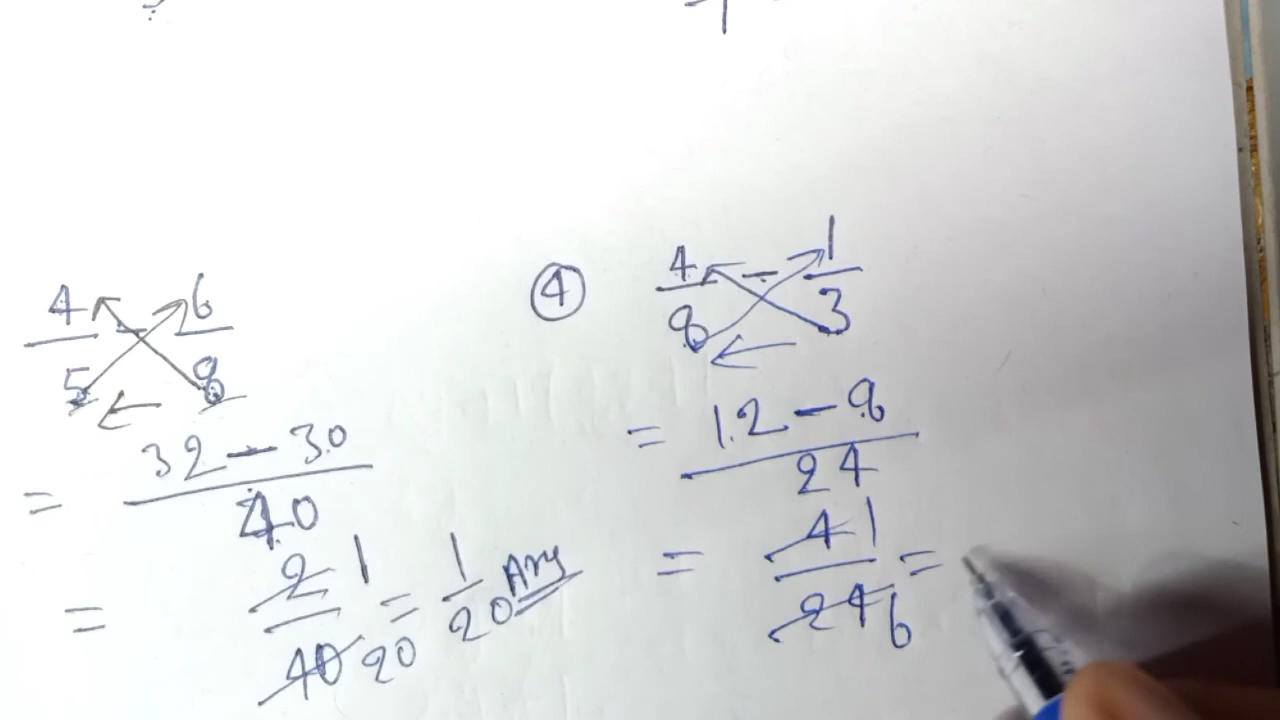 4/5 - 6/8
= 32 - 30 / 40
= 2/40 1/20 = 1/20 Ans
④ 4/8 - 1/3
= 12 - 8 / 24
= 4/24 1/6 =